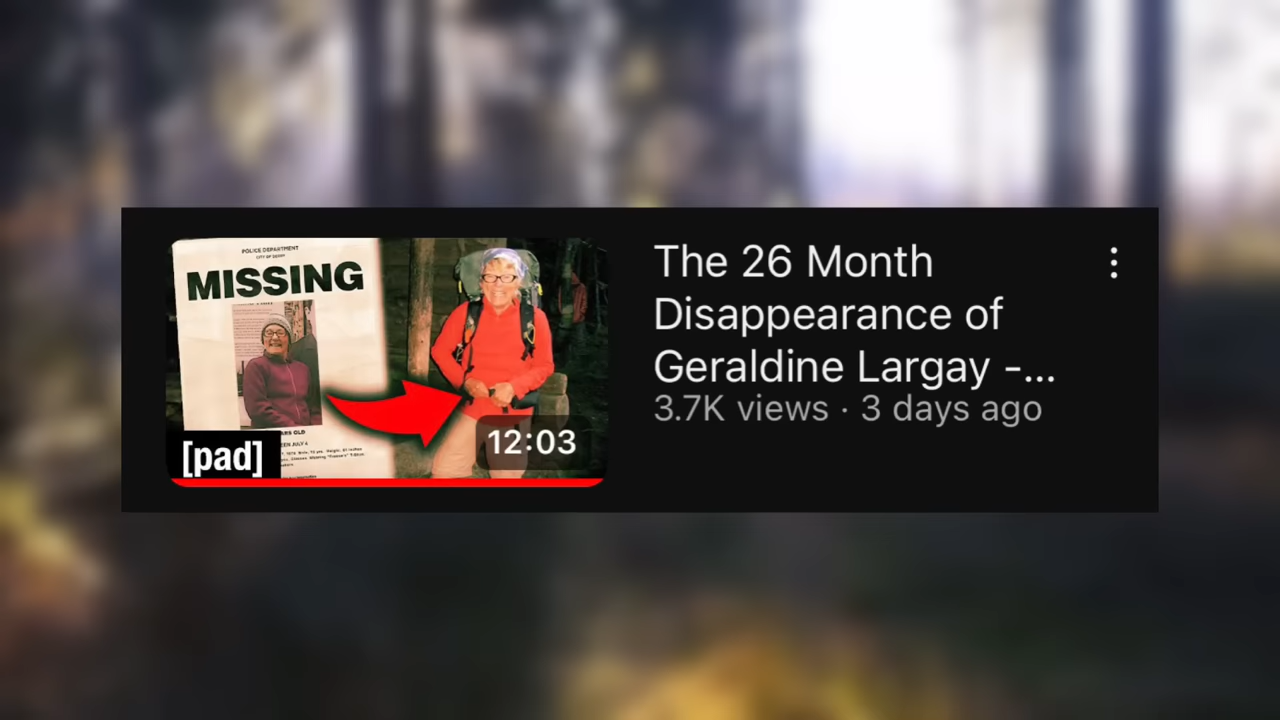 POLICE DEPARTMENT
MISSING
[pad]
12:03
The 26 Month
Disappearance of
Geraldine Largay -...
3.7K views · 3 days ago